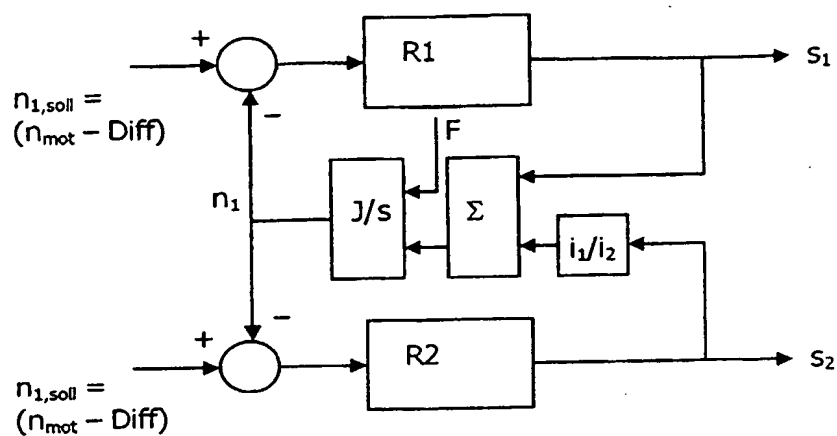 +
R1
S₁
n₁,soll =
(nmot – Diff)
–
F
n₁
J/s
Σ
i₁/i₂
–
+
R2
S₂
n₁,soll =
(nmot – Diff)